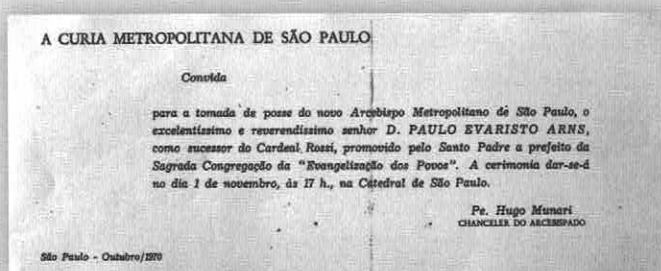 A CURIA METROPOLITANA DE SÃO PAULO
Convida
para a tomada de posse do novo Arcebispo Metropolitano de São Paulo, o
excelentissimo e reverendissimo senhor D. PAULO EVARISTO ARNS,
como sucessor do Cardeal Rossi, promovido pelo Santo Padre a prefeito da
Sagrada Congregação da "Evangelização dos Povos". A cerimonia dar-se-á
no dia 1 de novembro, ás 17 h., na Catedral de São Paulo.
Pe. Hugo Munari
CHANCELER DO ARCEBISPADO
São Paulo - Outubro/1970